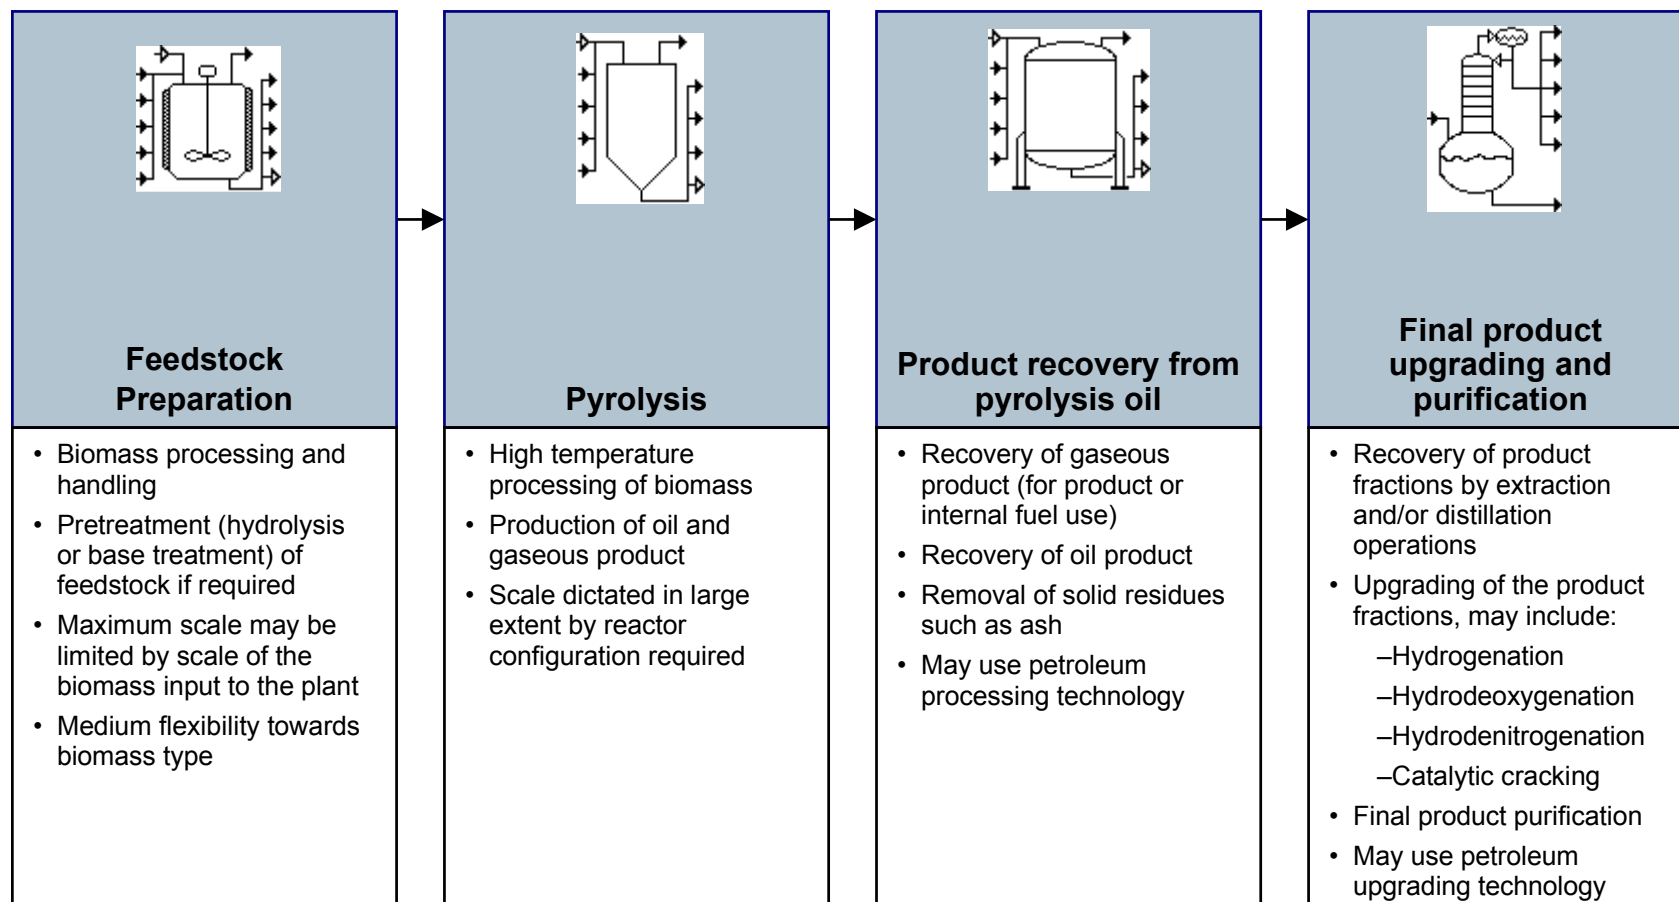 Feedstock
Preparation
• Biomass processing and
handling
• Pretreatment (hydrolysis
or base treatment) of
feedstock if required
• Maximum scale may be
limited by scale of the
biomass input to the plant
• Medium flexibility towards
biomass type
Pyrolysis
• High temperature
processing of biomass
• Production of oil and
gaseous product
• Scale dictated in large
extent by reactor
configuration required
Product recovery from
pyrolysis oil
• Recovery of gaseous
product (for product or
internal fuel use)
• Recovery of oil product
• Removal of solid residues
such as ash
• May use petroleum
processing technology
Final product
upgrading and
purification
• Recovery of product
fractions by extraction
and/or distillation
operations
• Upgrading of the product
fractions, may include:
–Hydrogenation
–Hydrodeoxygenation
–Hydrodenitrogenation
–Catalytic cracking
• Final product purification
• May use petroleum
upgrading technology